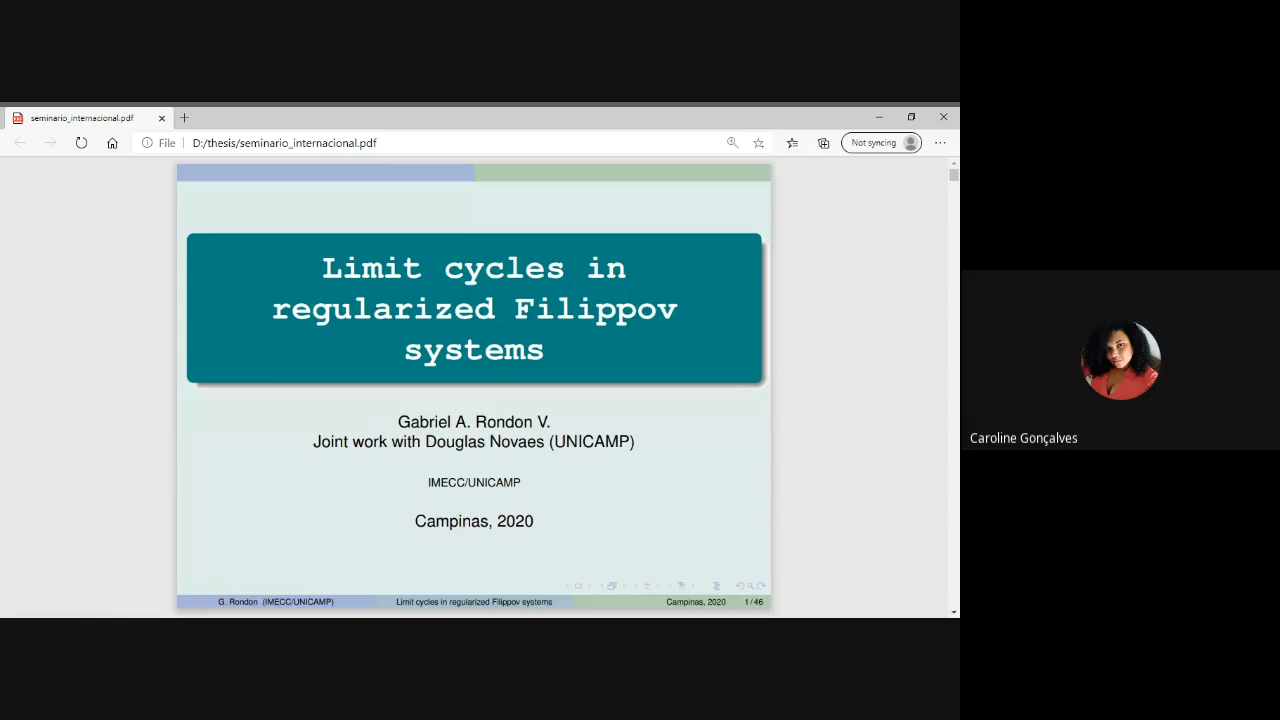 seminario_internacional.pdf
File
D:/thesis/seminario_internacional.pdf
Not syncing
Limit cycles in
regularized Filippov
systems
Gabriel A. Rondon V.
Joint work with Douglas Novaes (UNICAMP)
IMECC/UNICAMP
Campinas, 2020
G. Rondon (IMECC/UNICAMP)
Limit cycles in regularized Filippov systems
Campinas, 2020
1/46
Caroline Gonçalves